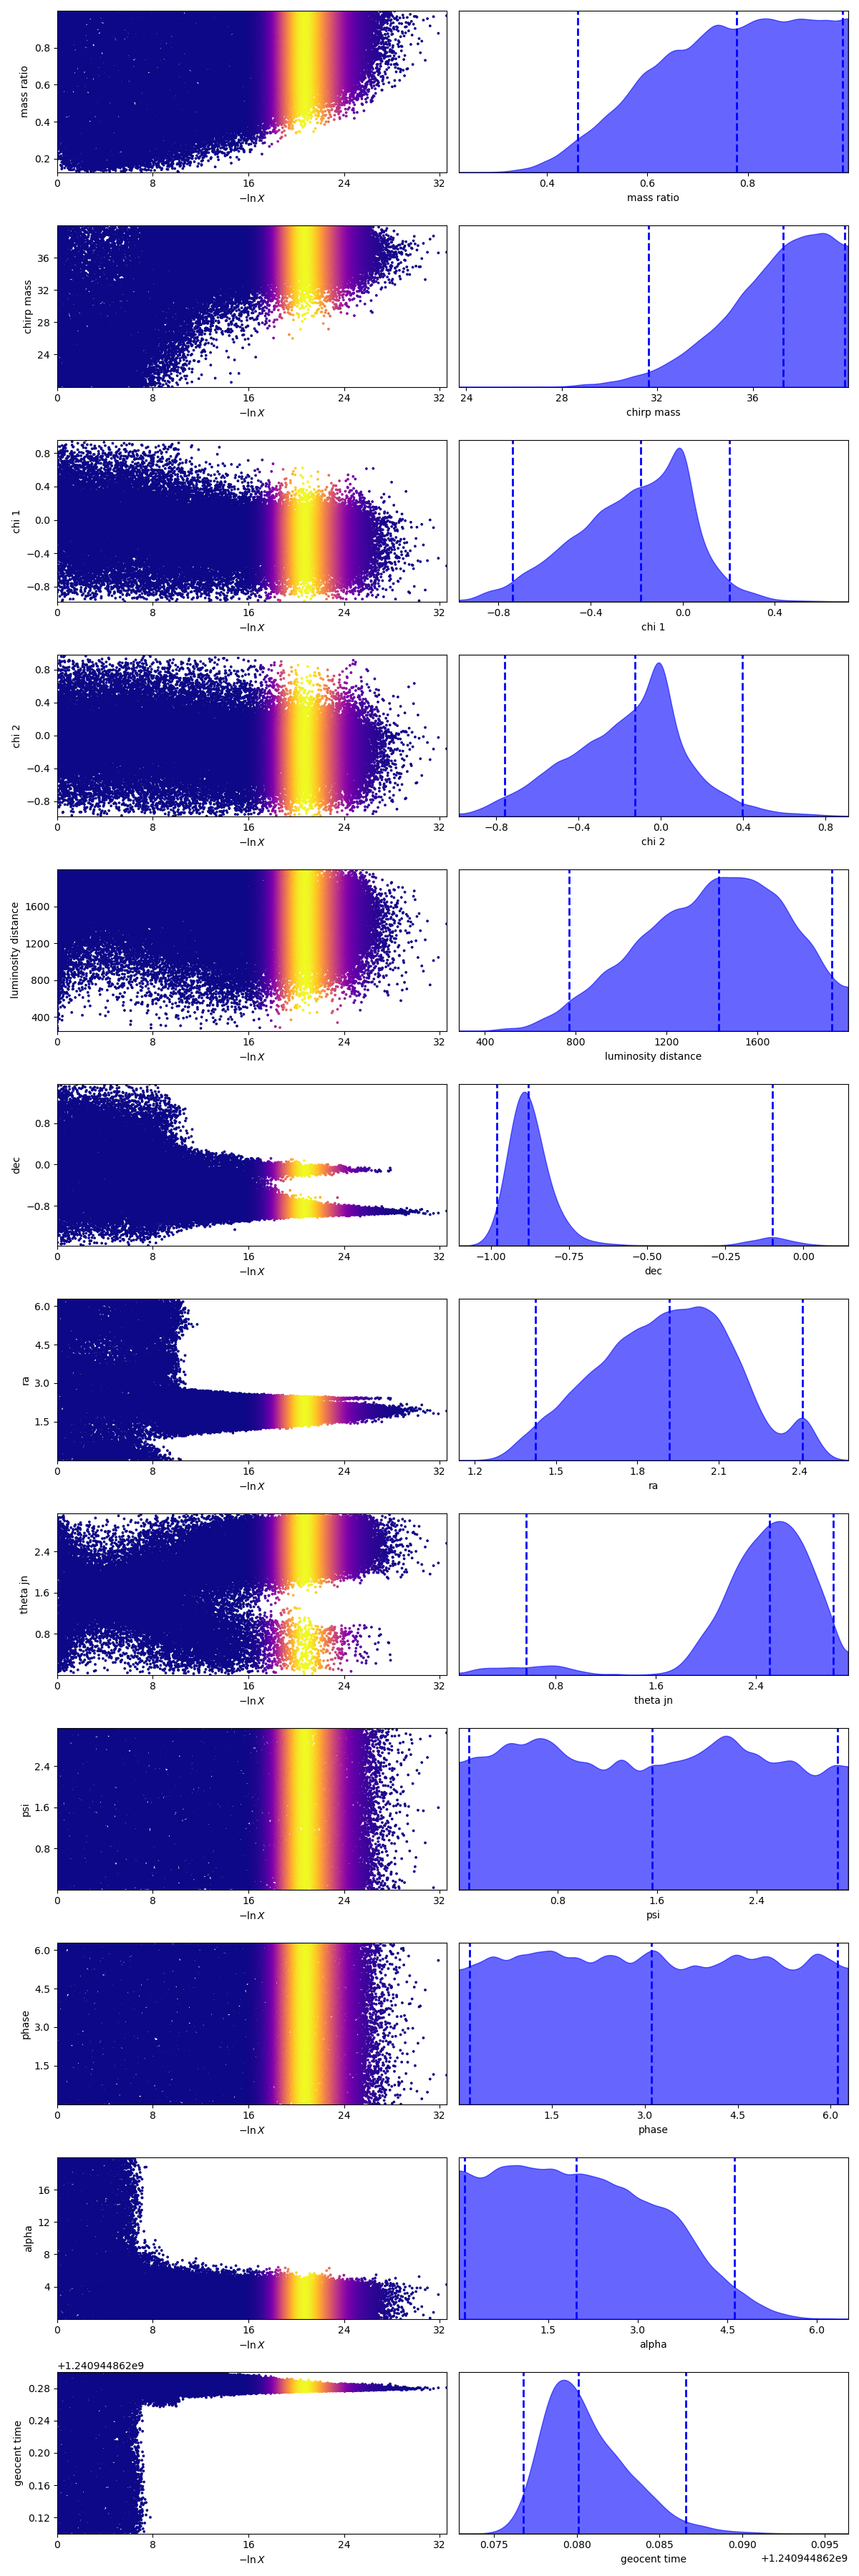 0.8
0.6
0.4
0.2
mass ratio
0 8 16 24 32
−ln X
0.4 0.6 0.8
mass ratio
36
32
28
24
chirp mass
0 8 16 24 32
−ln X
24 28 32 36
chirp mass
0.8
0.4
0.0
−0.4
−0.8
chi 1
0 8 16 24 32
−ln X
−0.8 −0.4 0.0 0.4
chi 1
0.8
0.4
0.0
−0.4
−0.8
chi 2
0 8 16 24 32
−ln X
−0.8 −0.4 0.0 0.4 0.8
chi 2
1600
1200
800
400
luminosity distance
0 8 16 24 32
−ln X
400 800 1200 1600
luminosity distance
0.8
0.0
−0.8
dec
0 8 16 24 32
−ln X
−1.00 −0.75 −0.50 −0.25 0.00
dec
6.0
4.5
3.0
1.5
ra
0 8 16 24 32
−ln X
1.2 1.5 1.8 2.1 2.4
ra
2.4
1.6
0.8
theta jn
0 8 16 24 32
−ln X
0.8 1.6 2.4
theta jn
2.4
1.6
0.8
psi
0 8 16 24 32
−ln X
0.8 1.6 2.4
psi
6.0
4.5
3.0
1.5
phase
0 8 16 24 32
−ln X
1.5 3.0 4.5 6.0
phase
16
12
8
4
alpha
0 8 16 24 32
−ln X
1.5 3.0 4.5 6.0
alpha
+1.240944862e9
0.28
0.24
0.20
0.16
0.12
geocent time
0 8 16 24 32
−ln X
0.075 0.080 0.085 0.090 0.095
geocent time
+1.240944862e9